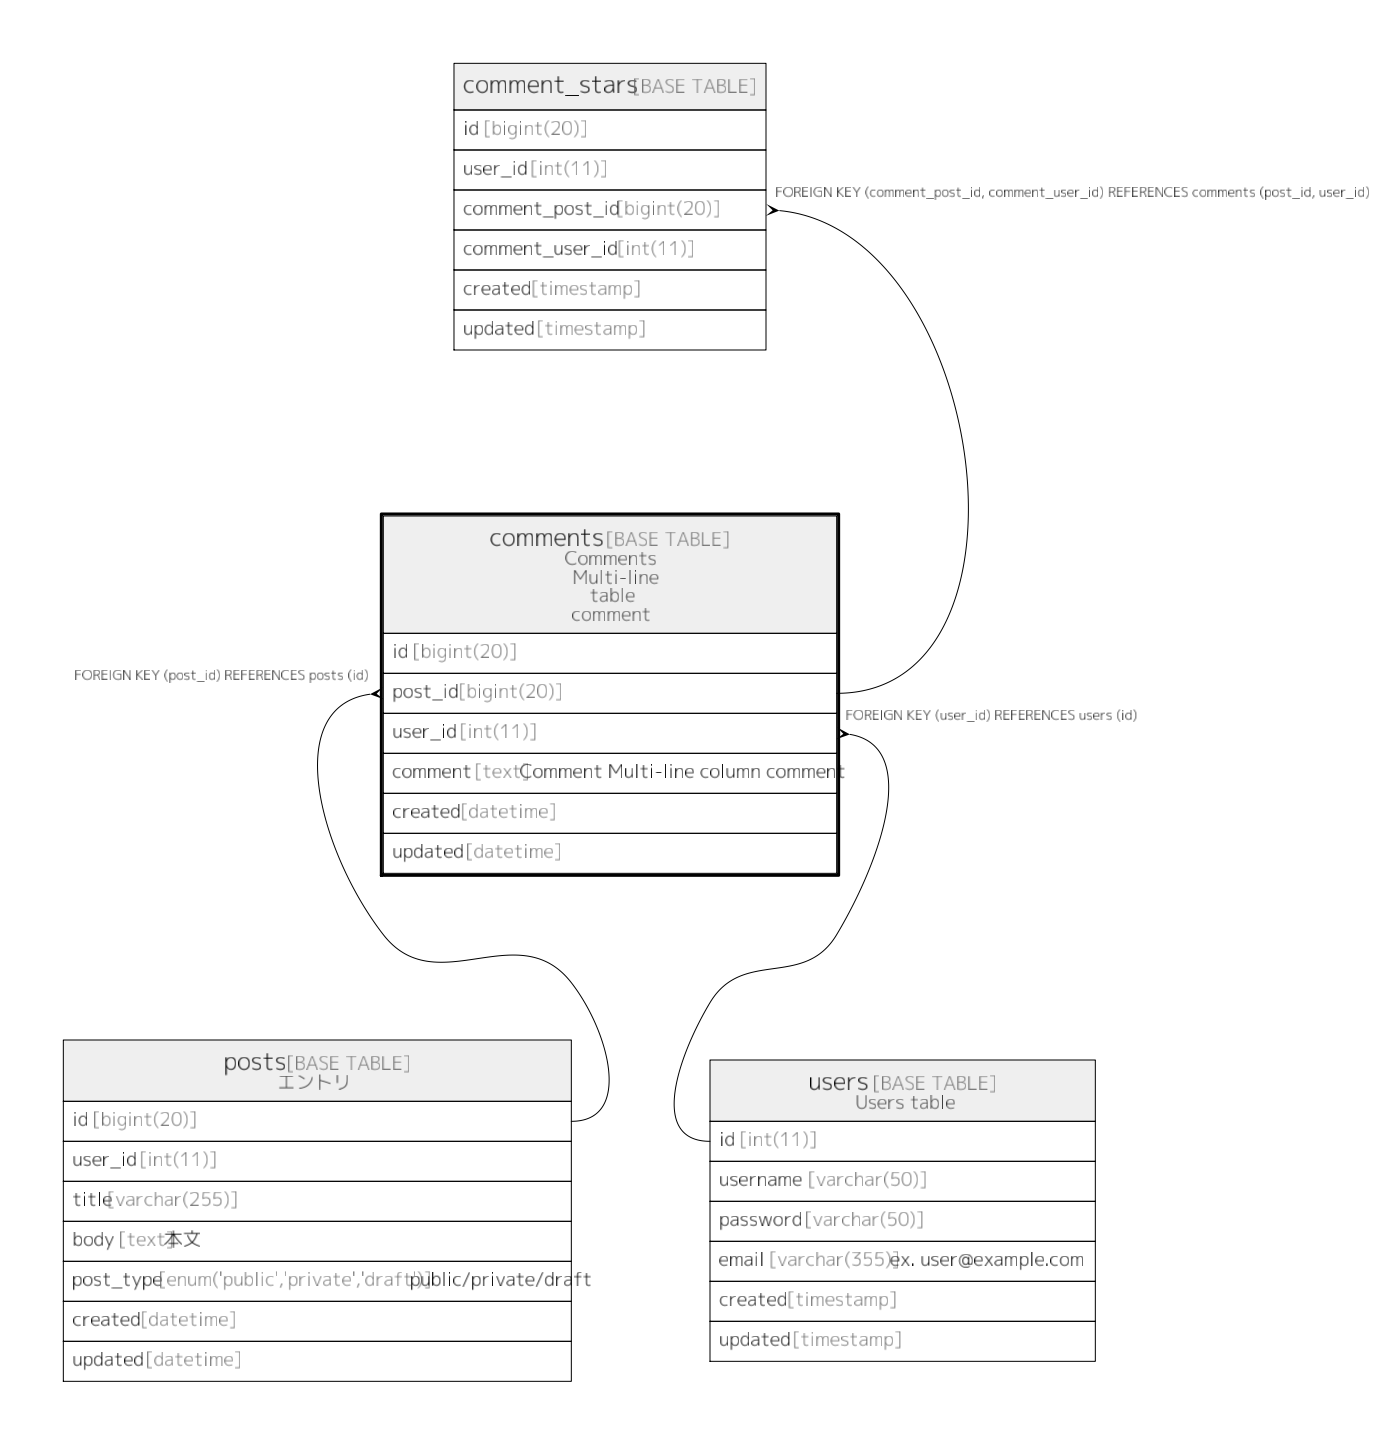 comment_stars [BASE TABLE]
id [bigint(20)]
user_id [int(11)]
FOREIGN KEY (comment_post_id, comment_user_id) REFERENCES comments (post_id, user_id)
comment_post_id [bigint(20)]
comment_user_id [int(11)]
created [timestamp]
updated [timestamp]
comments [BASE TABLE]
Comments
Multi-line
table
comment
id [bigint(20)]
FOREIGN KEY (post_id) REFERENCES posts (id)
post_id [bigint(20)]
FOREIGN KEY (user_id) REFERENCES users (id)
user_id [int(11)]
comment [text] Comment Multi-line column comment
created [datetime]
updated [datetime]
posts [BASE TABLE]
エントリ
id [bigint(20)]
user_id [int(11)]
title [varchar(255)]
body [text] 本文
post_type [enum('public','private','draft')] public/private/draft
created [datetime]
updated [datetime]
users [BASE TABLE]
Users table
id [int(11)]
username [varchar(50)]
password [varchar(50)]
email [varchar(355)] ex. user@example.com
created [timestamp]
updated [timestamp]